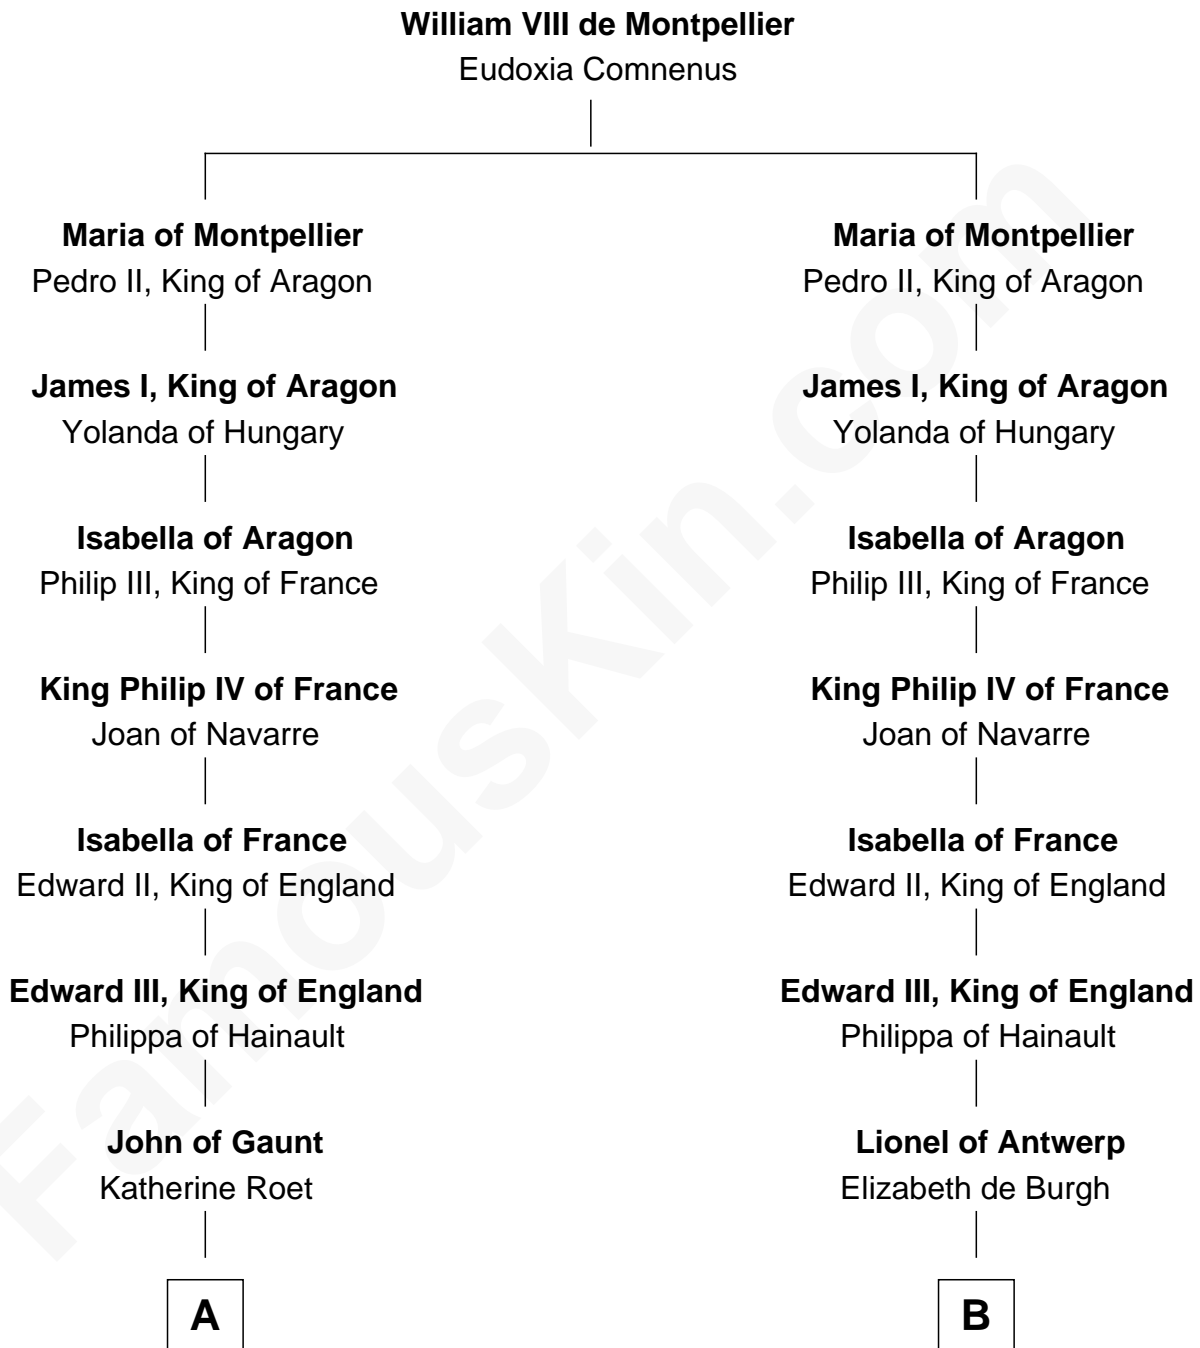 William VIII de Montpellier
Eudoxia Comnenus
Maria of Montpellier
Pedro II, King of Aragon
James I, King of Aragon
Yolanda of Hungary
Isabella of Aragon
Philip III, King of France
King Philip IV of France
Joan of Navarre
Isabella of France
Edward II, King of England
Edward III, King of England
Philippa of Hainault
John of Gaunt
Katherine Roet
A
Maria of Montpellier
Pedro II, King of Aragon
James I, King of Aragon
Yolanda of Hungary
Isabella of Aragon
Philip III, King of France
King Philip IV of France
Joan of Navarre
Isabella of France
Edward II, King of England
Edward III, King of England
Philippa of Hainault
Lionel of Antwerp
Elizabeth de Burgh
B
FamousKin.com